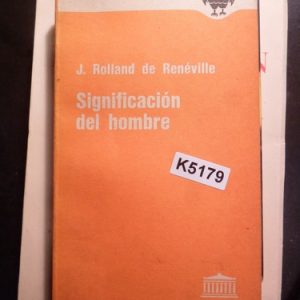 J. Rolland de Renéville
Significación
del hombre
K5179